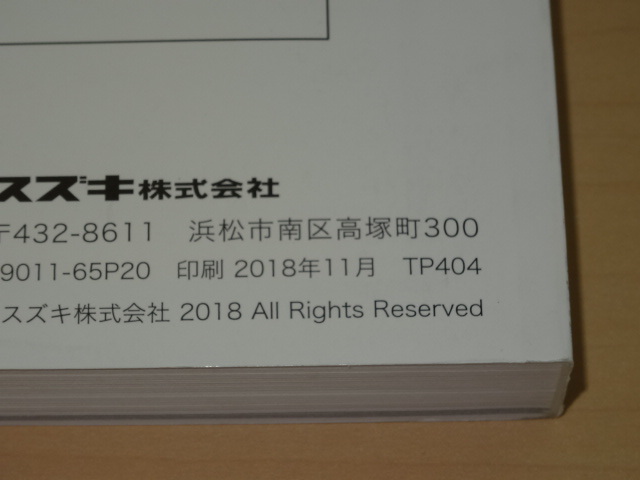 スズキ株式会社
〒432-8611 浜松市南区高塚町300
9011-65P20 印刷 2018年11月 TP404
スズキ株式会社 2018 All Rights Reserved